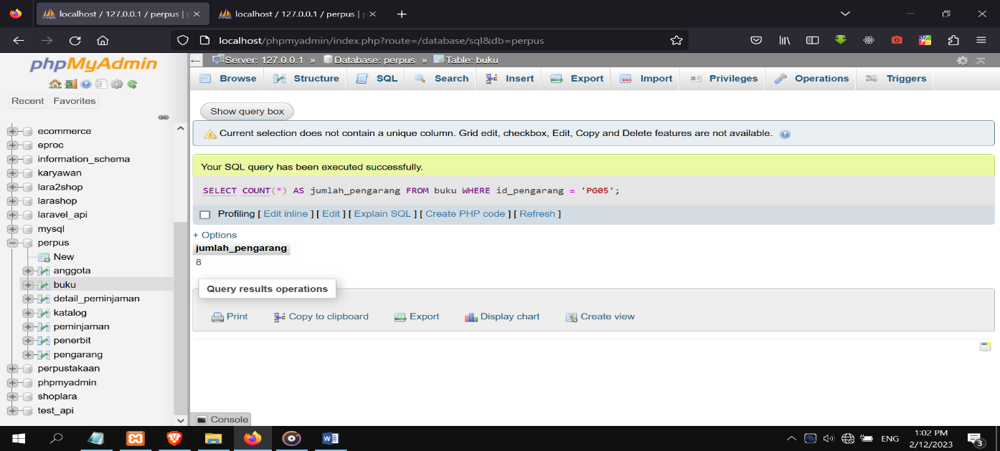 localhost / 127.0.0.1 / perpus | p
localhost / 127.0.0.1 / perpus | p
localhost/phpmyadmin/index.php?route=/database/sql&db=perpus
phpMyAdmin
Recent Favorites
ecommerce
eproc
information_schema
karyawan
lara2shop
larashop
laravel_api
mysql
perpus
New
anggota
buku
detail_peminjaman
katalog
peminjaman
penerbit
pengarang
perpustakaan
phpmyadmin
shoplara
test_api
Server: 127.0.0.1 » Database: perpus » Table: buku
Browse Structure SQL Search Insert Export Import Privileges Operations Triggers
Show query box
Current selection does not contain a unique column. Grid edit, checkbox, Edit, Copy and Delete features are not available.
Your SQL query has been executed successfully.
SELECT COUNT(*) AS jumlah_pengarang FROM buku WHERE id_pengarang = 'PG05';
Profiling [ Edit inline ] [ Edit ] [ Explain SQL ] [ Create PHP code ] [ Refresh ]
+ Options
jumlah_pengarang
8
Query results operations
Print Copy to clipboard Export Display chart Create view
Console
ENG
1:02 PM
2/12/2023
3